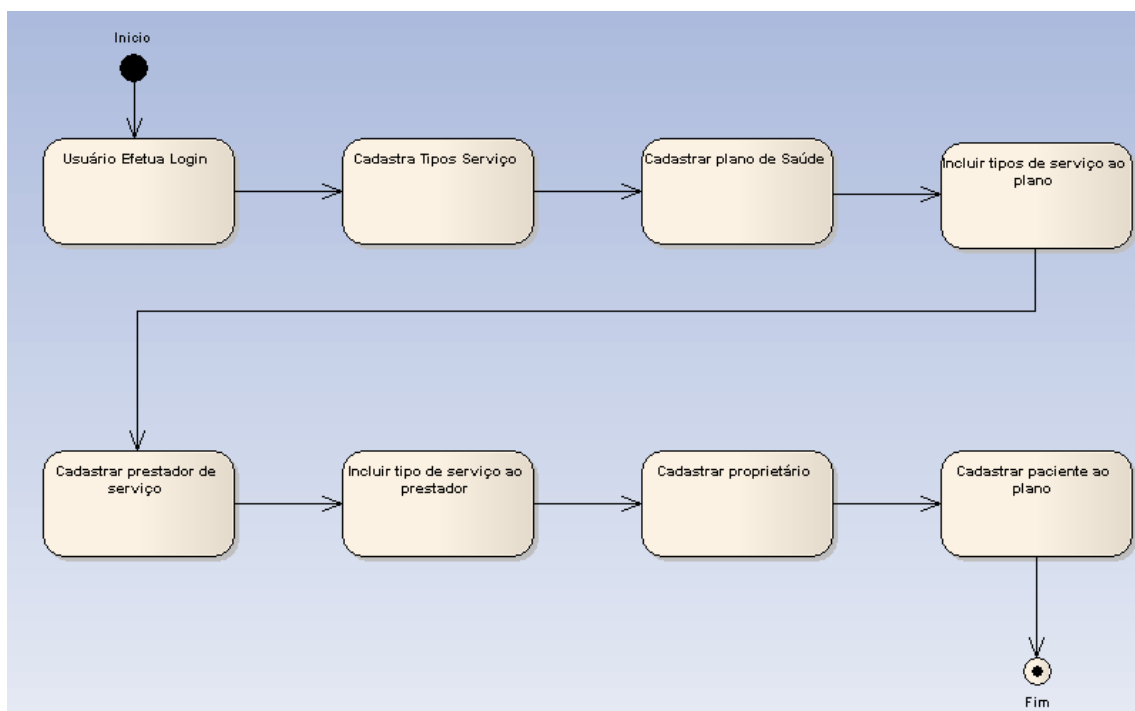 Inicio
Usuário Efetua Login
Cadastra Tipos Serviço
Cadastrar plano de Saúde
Incluir tipos de serviço ao
plano
Cadastrar prestador de
serviço
Incluir tipo de serviço ao
prestador
Cadastrar proprietário
Cadastrar paciente ao
plano
Fim